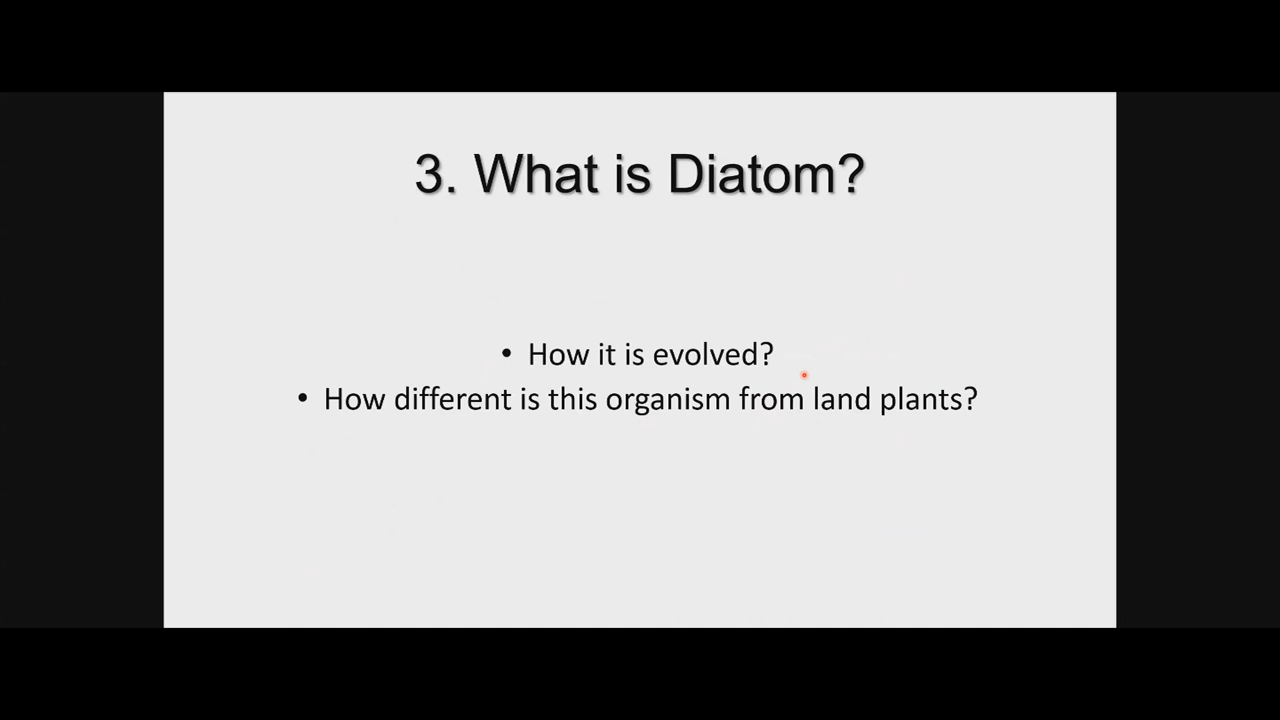 3. What is Diatom?
• How it is evolved?
• How different is this organism from land plants?